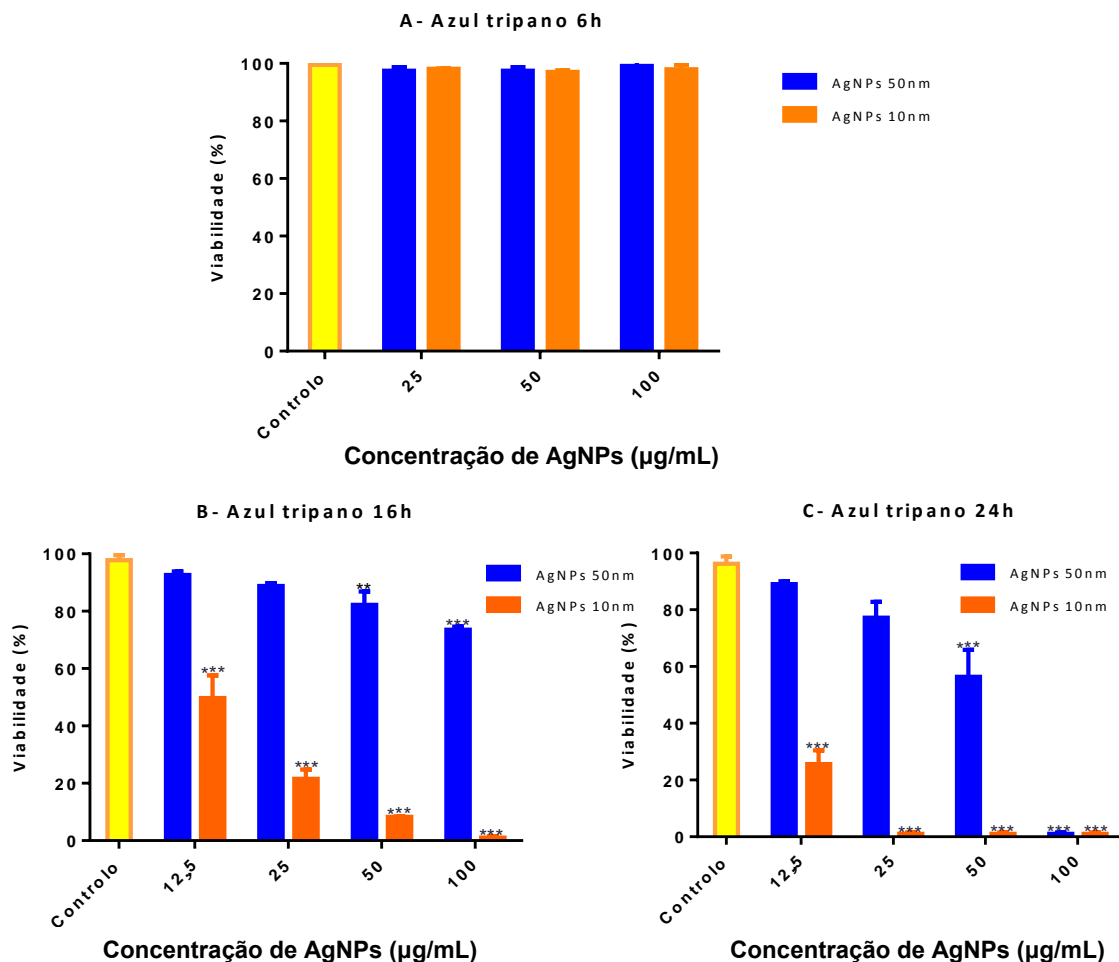 A- Azul tripano 6h
Viabilidade (%)
100
80
60
40
20
0
AgNPs 50nm
AgNPs 10nm
Controlo
25
50
100
Concentração de AgNPs (µg/mL)
B- Azul tripano 16h
Viabilidade (%)
100
80
60
40
20
0
AgNPs 50nm
AgNPs 10nm
***
***
**
***
***
***
Controlo
12,5
25
50
100
Concentração de AgNPs (µg/mL)
C- Azul tripano 24h
Viabilidade (%)
100
80
60
40
20
0
AgNPs 50nm
AgNPs 10nm
***
***
***
***
***
***
Controlo
12,5
25
50
100
Concentração de AgNPs (µg/mL)